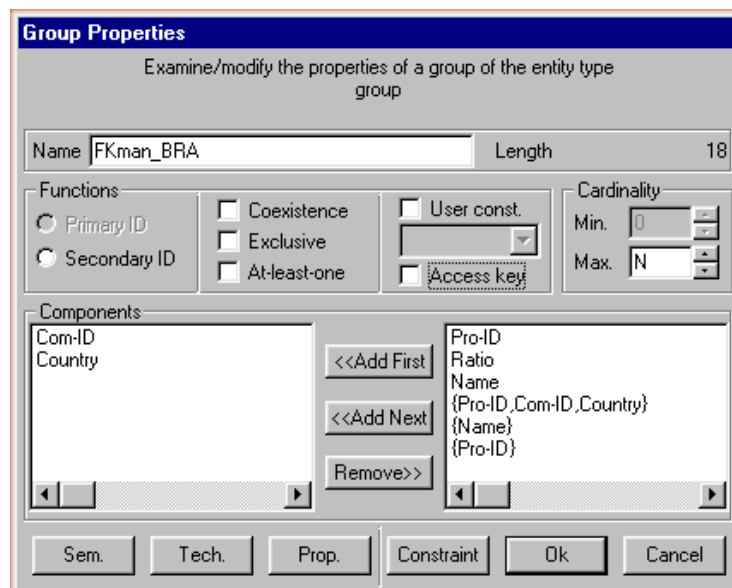 Group Properties
Examine/modify the properties of a group of the entity type
group
Name FKman_BRA Length 18
Functions
Primary ID
Secondary ID
Coexistence
Exclusive
At-least-one
User const.
Access key
Cardinality
Min. 0
Max. N
Components
Com-ID
Country
<<Add First
<<Add Next
Remove>>
Pro-ID
Ratio
Name
{Pro-ID,Com-ID,Country}
{Name}
{Pro-ID}
Sem. Tech. Prop. Constraint Ok Cancel